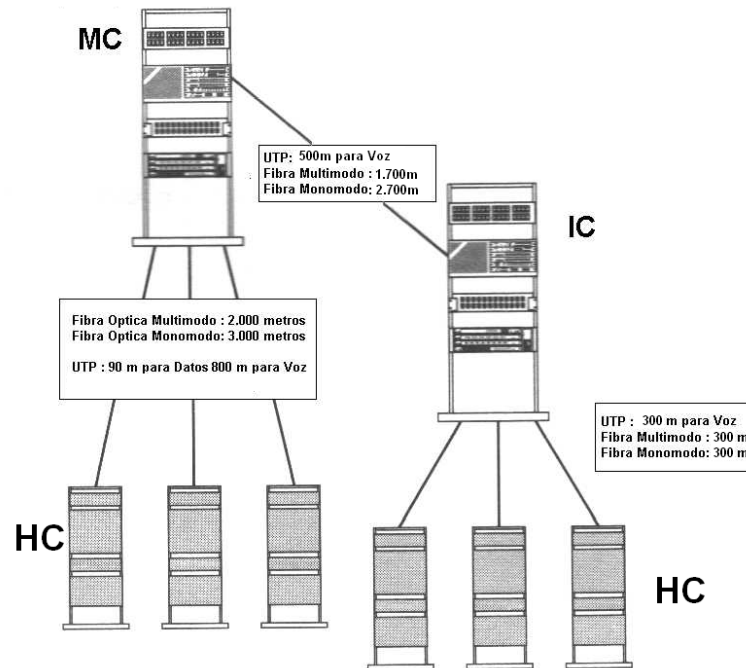 MC
UTP: 500m para Voz
Fibra Multimodo : 1.700m
Fibra Monomodo: 2.700m
IC
Fibra Optica Multimodo : 2.000 metros
Fibra Optica Monomodo: 3.000 metros
UTP : 90 m para Datos 800 m para Voz
UTP : 300 m para Voz
Fibra Multimodo : 300 m
Fibra Monomodo: 300 m
HC
HC